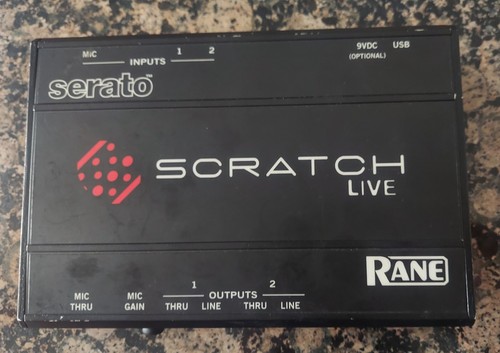 MIC INPUTS 1 2
9VDC USB
(OPTIONAL)
serato™
SCRATCH
LIVE
RANE
1 OUTPUTS 2
MIC THRU MIC GAIN THRU LINE THRU LINE